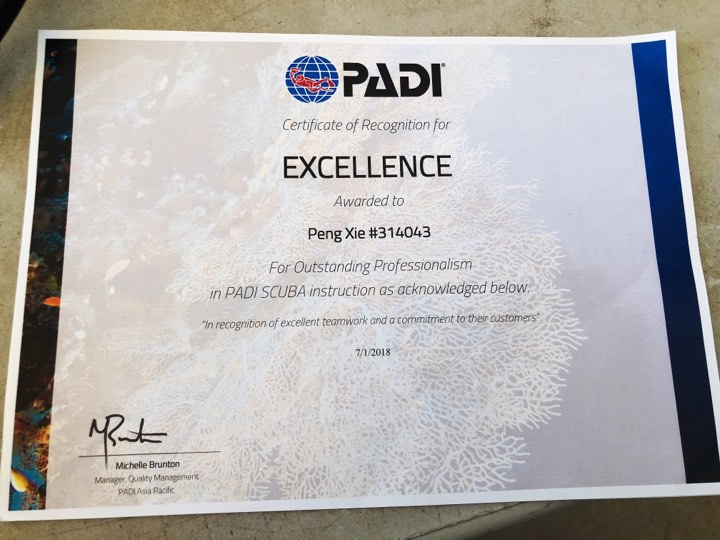 PADI®
Certificate of Recognition for
EXCELLENCE
Awarded to
Peng Xie #314043
For Outstanding Professionalism
in PADI SCUBA instruction as acknowledged below:
"In recognition of excellent teamwork and a commitment to their customers"
7/1/2018
MBrunton
Michelle Brunton
Manager, Quality Management
PADI Asia Pacific